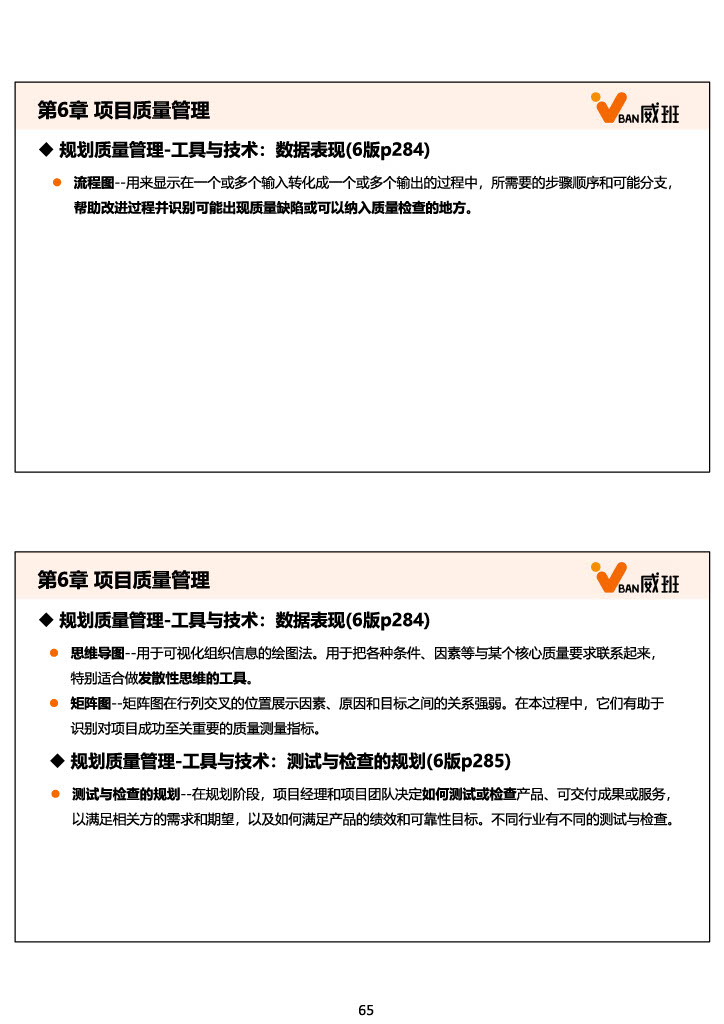 第6章 项目质量管理
BAN威班
◆ 规划质量管理-工具与技术：数据表现(6版p284)
● 流程图--用来显示在一个或多个输入转化成一个或多个输出的过程中，所需要的步骤顺序和可能分支，
帮助改进过程并识别可能出现质量缺陷或可以纳入质量检查的地方。
第6章 项目质量管理
BAN威班
◆ 规划质量管理-工具与技术：数据表现(6版p284)
● 思维导图--用于可视化组织信息的绘图法。用于把各种条件、因素等与某个核心质量要求联系起来，
特别适合做发散性思维的工具。
● 矩阵图--矩阵图在行列交叉的位置展示因素、原因和目标之间的关系强弱。在本过程中，它们有助于
识别对项目成功至关重要的质量测量指标。
◆ 规划质量管理-工具与技术：测试与检查的规划(6版p285)
● 测试与检查的规划--在规划阶段，项目经理和项目团队决定如何测试或检查产品、可交付成果或服务，
以满足相关方的需求和期望，以及如何满足产品的绩效和可靠性目标。不同行业有不同的测试与检查。
65